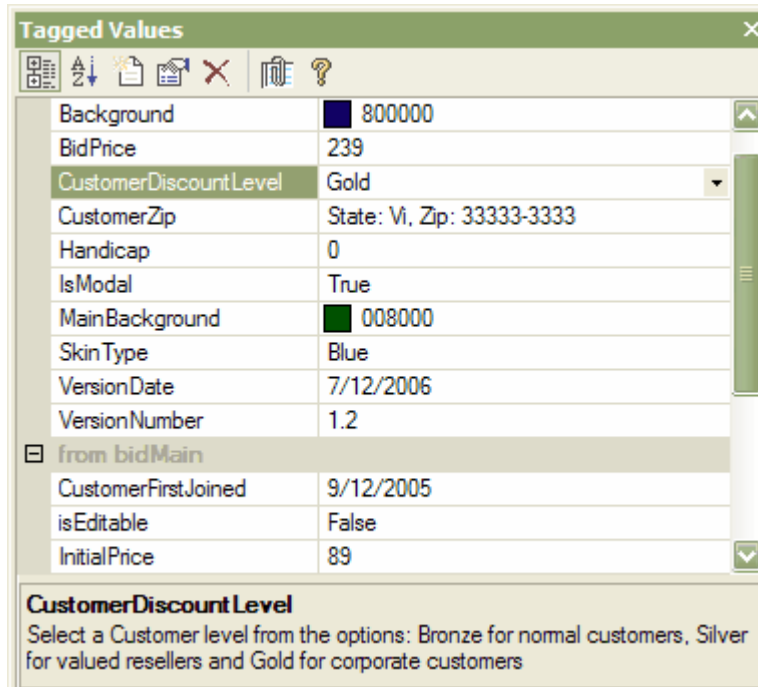 Tagged Values
Background 800000
BidPrice 239
CustomerDiscountLevel Gold
CustomerZip State: Vi, Zip: 33333-3333
Handicap 0
IsModal True
MainBackground 008000
SkinType Blue
VersionDate 7/12/2006
VersionNumber 1.2
from bidMain
CustomerFirstJoined 9/12/2005
isEditable False
InitialPrice 89
CustomerDiscountLevel
Select a Customer level from the options: Bronze for normal customers, Silver
for valued resellers and Gold for corporate customers